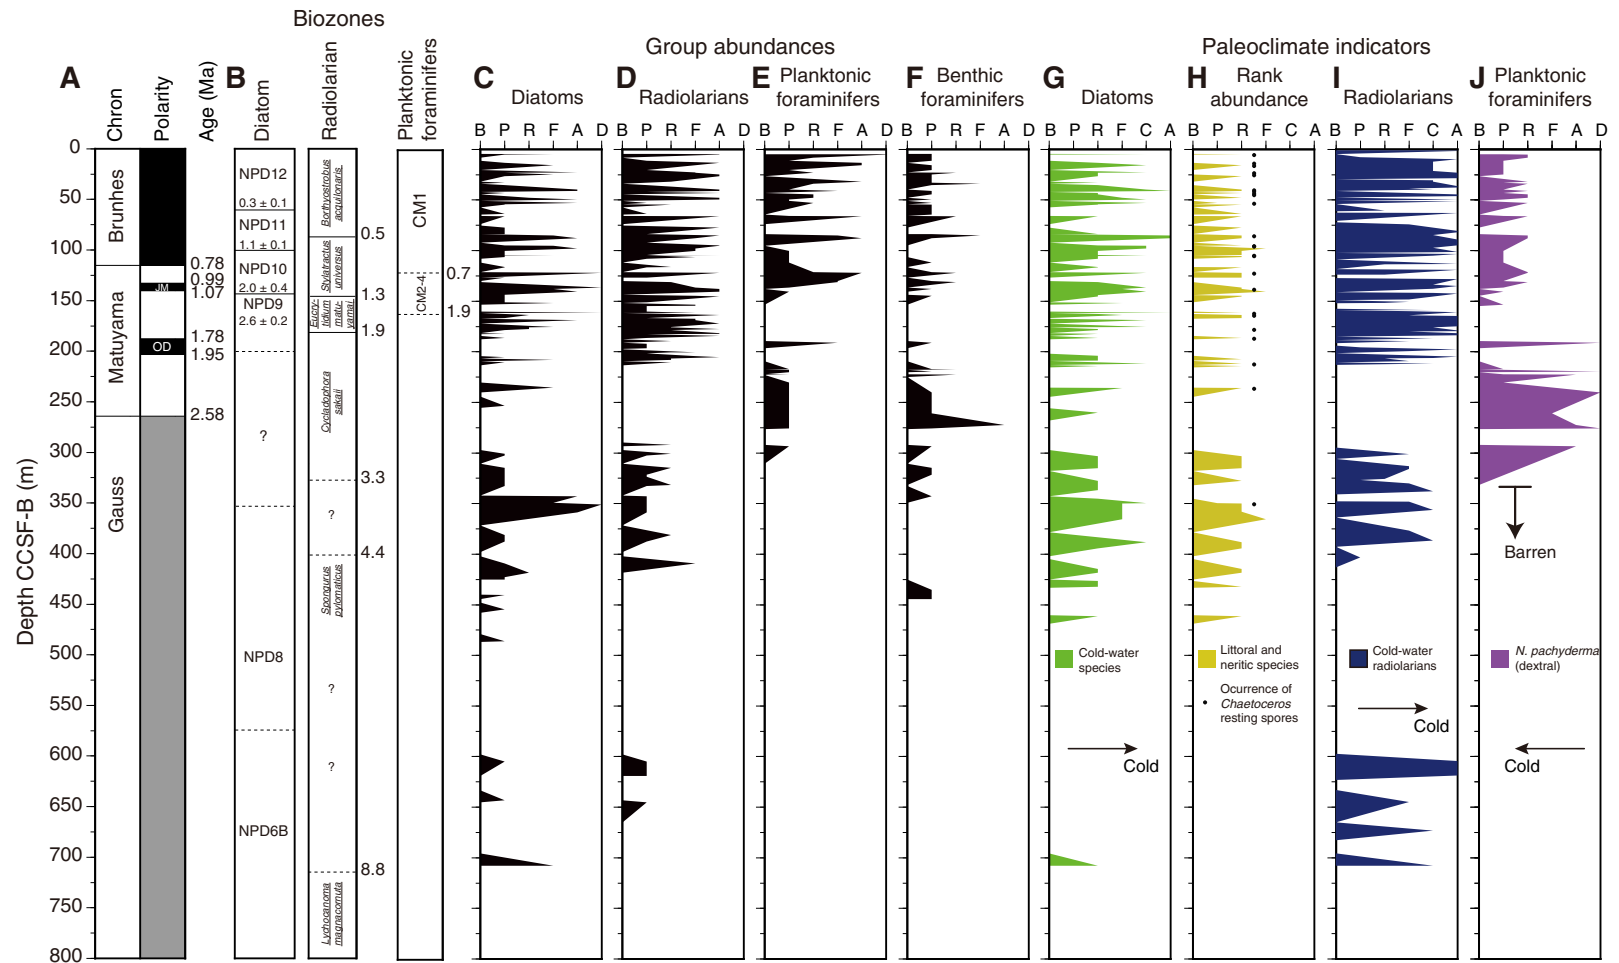 Biozones
Group abundances
Paleoclimate indicators
A
Chron
Polarity
Age (Ma)
B
Diatom
Radiolarian
Planktonic
foraminifers
C
Diatoms
D
Radiolarians
E
Planktonic
foraminifers
F
Benthic
foraminifers
G
Diatoms
H
Rank
abundance
I
Radiolarians
J
Planktonic
foraminifers
B P R F A D
B P R F A D
B P R F A D
B P R F A D
B P R F C A
B P R F C A
B P R F C A
B P R F A D
Depth CCSF-B (m)
0
50
100
150
200
250
300
350
400
450
500
550
600
650
700
750
800
Brunhes
Matuyama
Gauss
JM
OD
0.78
0.99
1.07
1.78
1.95
2.58
NPD12
0.3 ± 0.1
NPD11
1.1 ± 0.1
NPD10
2.0 ± 0.4
NPD9
2.6 ± 0.2
?
NPD8
NPD6B
Borthyostrobus
aquilonaris
Stylatractus
universus
Eucyr-
tidium
matu-
yamai
Cycladophora
sakaii
?
Spongurus
pylomaticus
?
?
Lychocanoma
magnacornuta
0.5
1.3
1.9
3.3
4.4
8.8
CM1
CM2-4
0.7
1.9
Cold-water
species
Cold
Littoral and
neritic species
Ocurrence of
Chaetoceros
resting spores
Cold-water
radiolarians
Cold
Barren
N. pachyderma
(dextral)
Cold